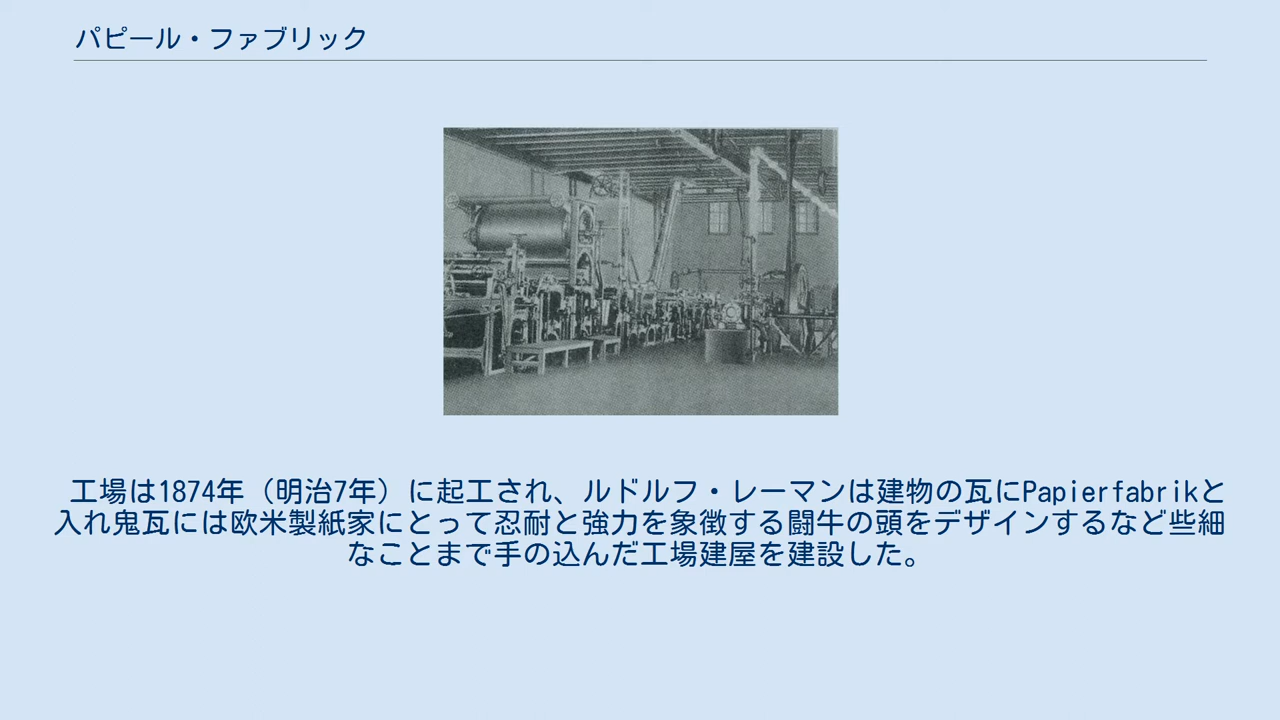 パピール・ファブリック
工場は1874年（明治7年）に起工され、ルドルフ・レーマンは建物の瓦にPapierfabrikと
入れ鬼瓦には欧米製紙家にとって忍耐と強力を象徴する闘牛の頭をデザインするなど些細
なことまで手の込んだ工場建屋を建設した。